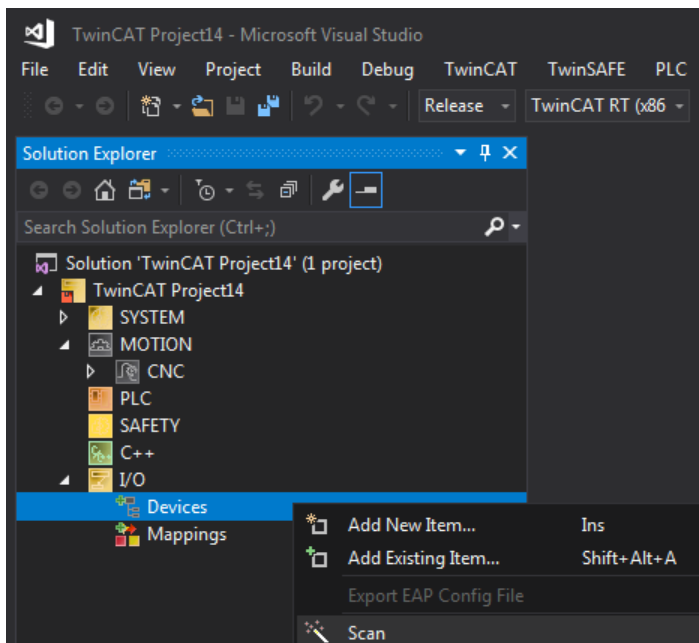 TwinCAT Project14 - Microsoft Visual Studio
File Edit View Project Build Debug TwinCAT TwinSAFE PLC
Release TwinCAT RT (x86
Solution Explorer
Search Solution Explorer (Ctrl+;)
Solution 'TwinCAT Project14' (1 project)
TwinCAT Project14
SYSTEM
MOTION
CNC
PLC
SAFETY
C++
I/O
Devices
Mappings
Add New Item... Ins
Add Existing Item... Shift+Alt+A
Export EAP Config File
Scan